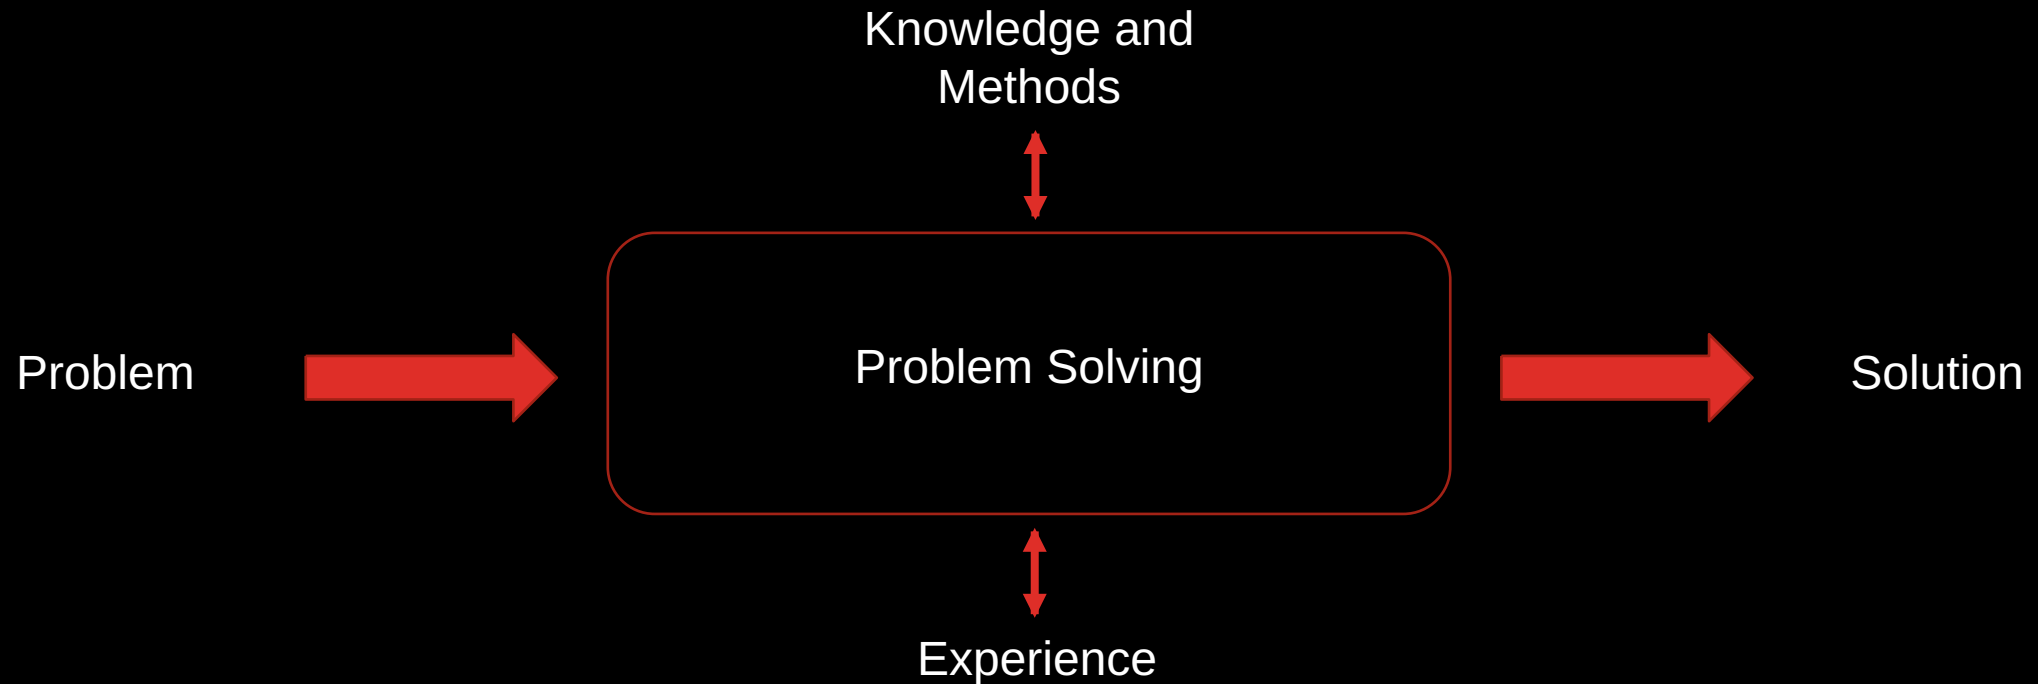 Knowledge and
Methods
Problem
Problem Solving
Solution
Experience